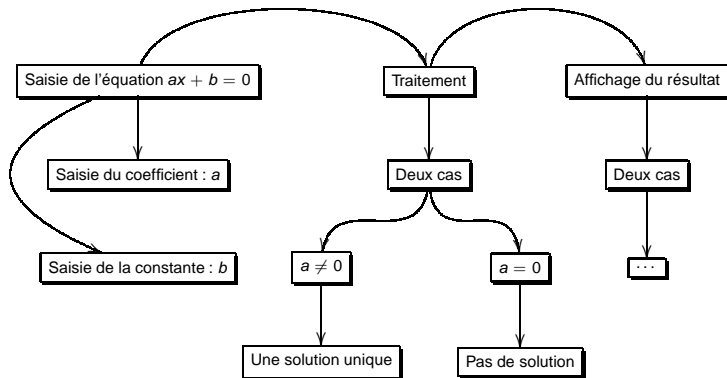 Saisie de l'équation ax + b = 0
Traitement
Affichage du résultat
Saisie du coefficient : a
Deux cas
Deux cas
Saisie de la constante : b
a ≠ 0
a = 0
···
Une solution unique
Pas de solution